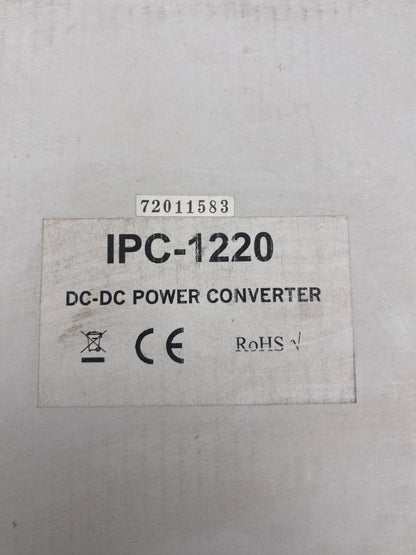 72011583
IPC-1220
DC-DC POWER CONVERTER
CE RoHS √